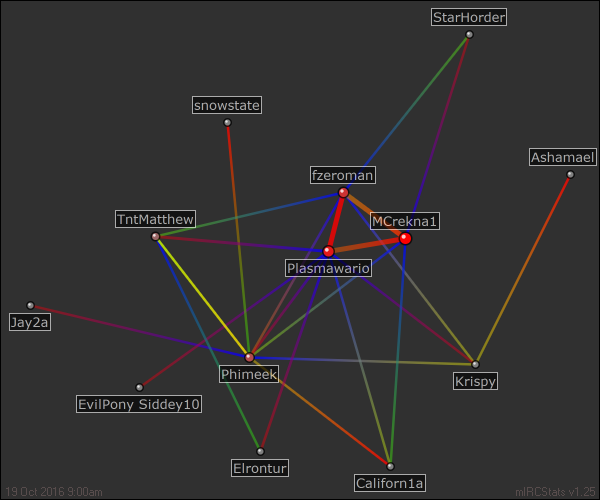 StarHorder
snowstate
Ashamael
fzeroman
TntMatthew
MCrekna1
Plasmawario
Jay2a
Phimeek
Krispy
EvilPony Siddey10
Elrontur
Californ1a
19 Oct 2016 9:00am
mIRCStats v1.25